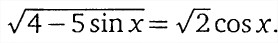 √(4 − 5 sin x) = √2 cos x.